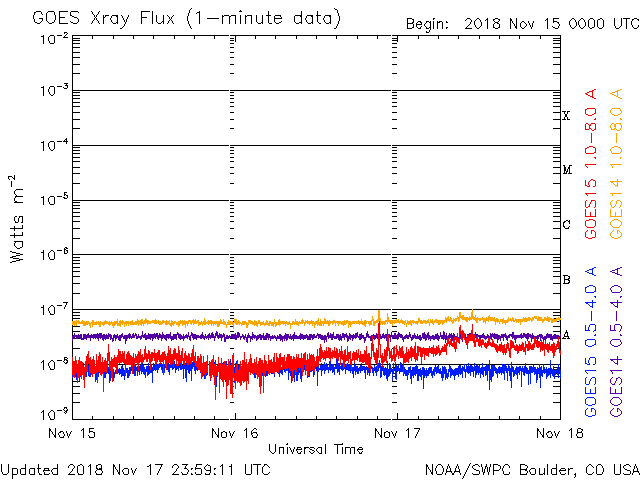 GOES Xray Flux (1-minute data)
Begin: 2018 Nov 15 0000 UTC
10⁻²
10⁻³
10⁻⁴
10⁻⁵
10⁻⁶
10⁻⁷
10⁻⁸
10⁻⁹
Watts m⁻²
X
M
C
B
A
GOES15 1.0-8.0 A
GOES14 1.0-8.0 A
GOES15 0.5-4.0 A
GOES14 0.5-4.0 A
Nov 15 Nov 16 Nov 17 Nov 18
Universal Time
Updated 2018 Nov 17 23:59:11 UTC
NOAA/SWPC Boulder, CO USA